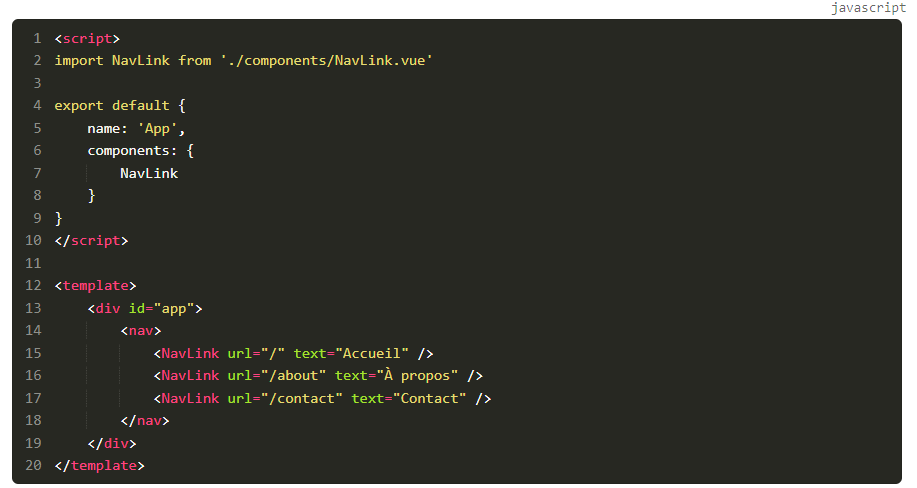 javascript
1 <script>
2 import NavLink from './components/NavLink.vue'
3
4 export default {
5     name: 'App',
6     components: {
7         NavLink
8     }
9 }
10 </script>
11
12 <template>
13     <div id="app">
14         <nav>
15             <NavLink url="/" text="Accueil" />
16             <NavLink url="/about" text="À propos" />
17             <NavLink url="/contact" text="Contact" />
18         </nav>
19     </div>
20 </template>